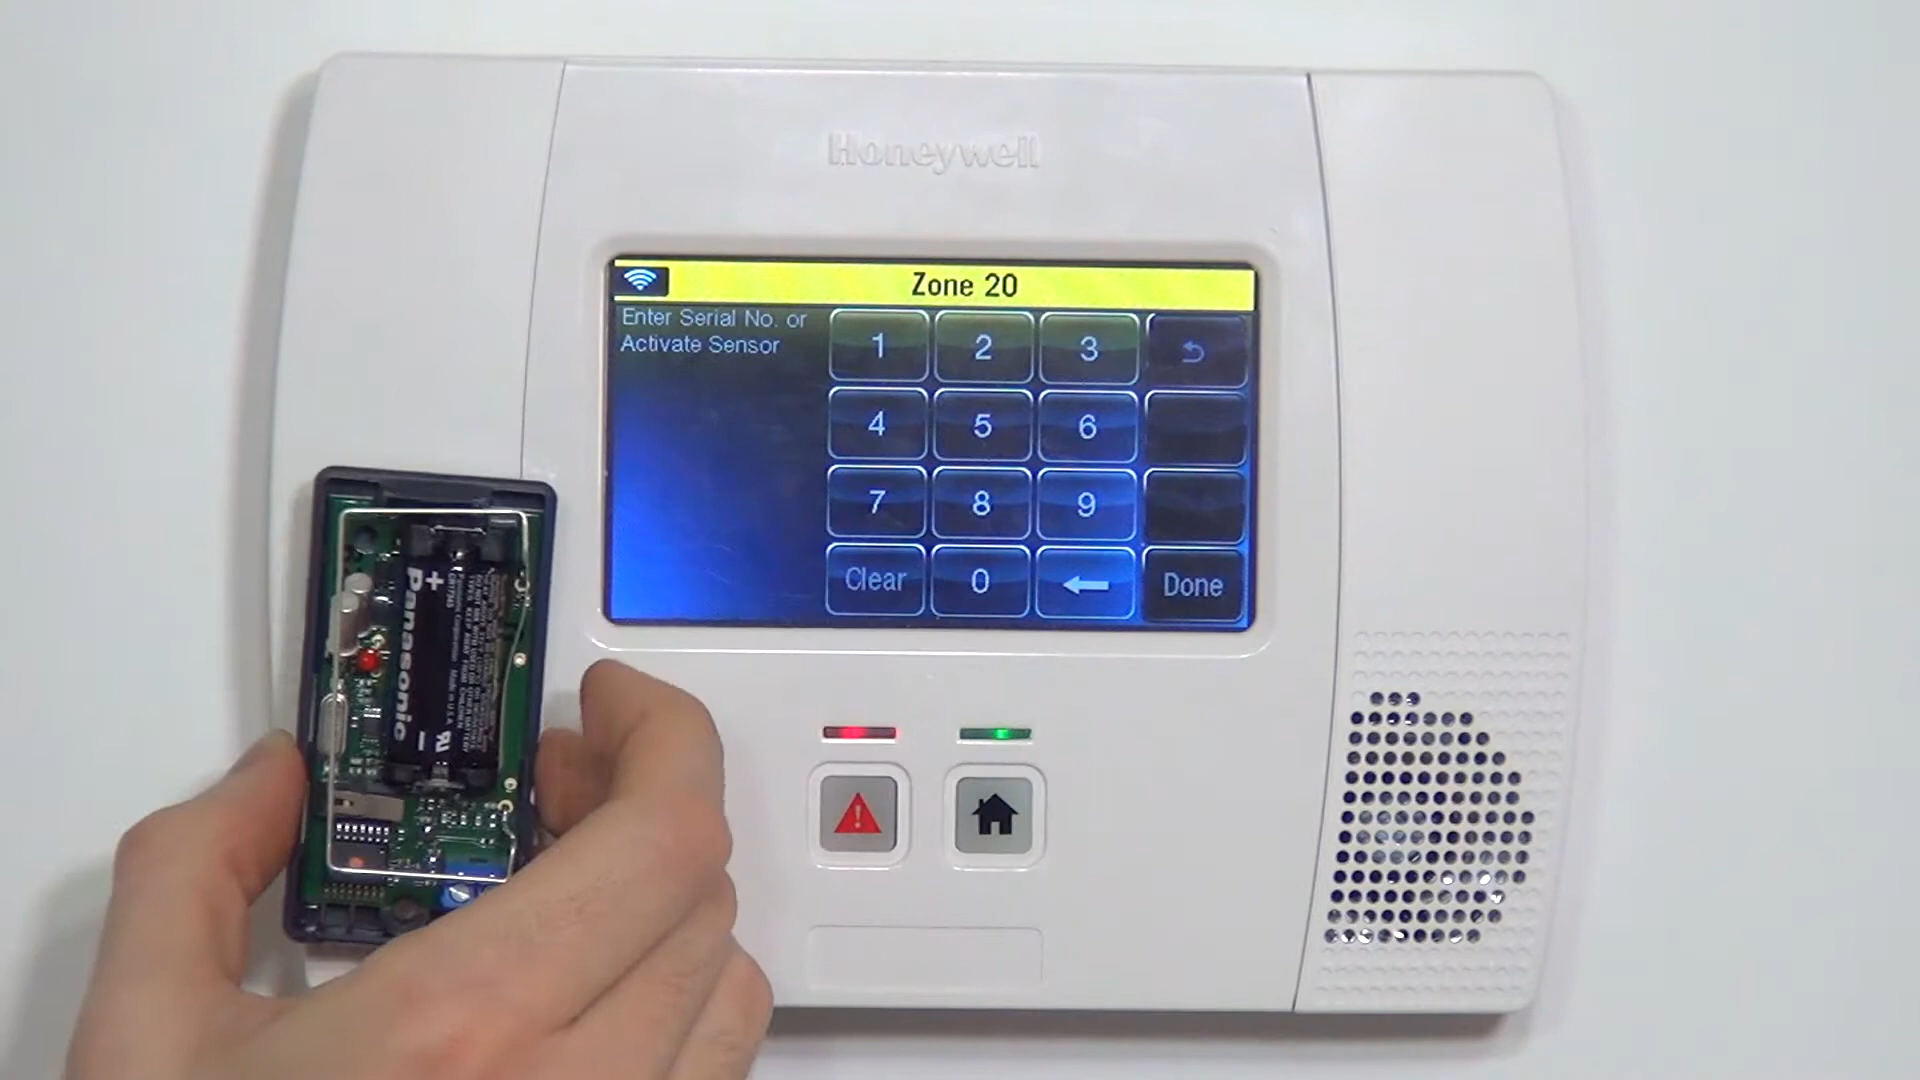 Honeywell
Zone 20
Enter Serial No. or
Activate Sensor
1 2 3
4 5 6
7 8 9
Clear 0 Done
+ Panasonic -